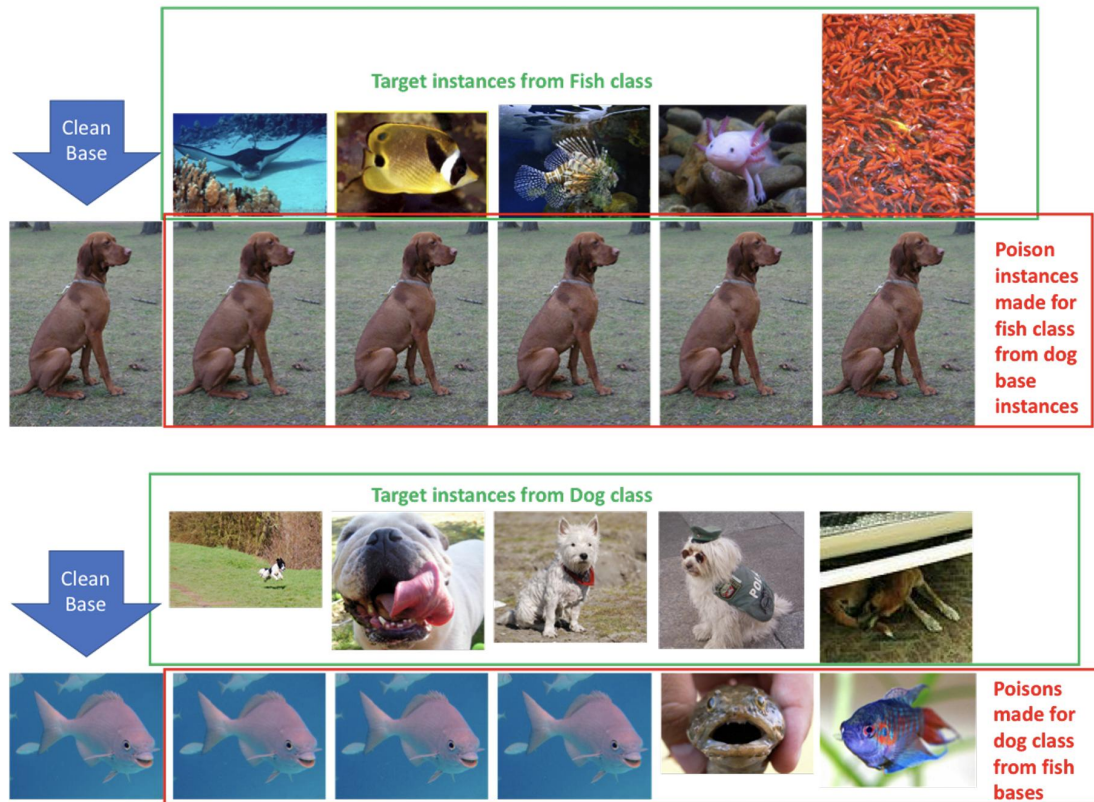 Target instances from Fish class
Clean
Base
Poison
instances
made for
fish class
from dog
base
instances
Target instances from Dog class
Clean
Base
POLI
Poisons
made for
dog class
from fish
bases